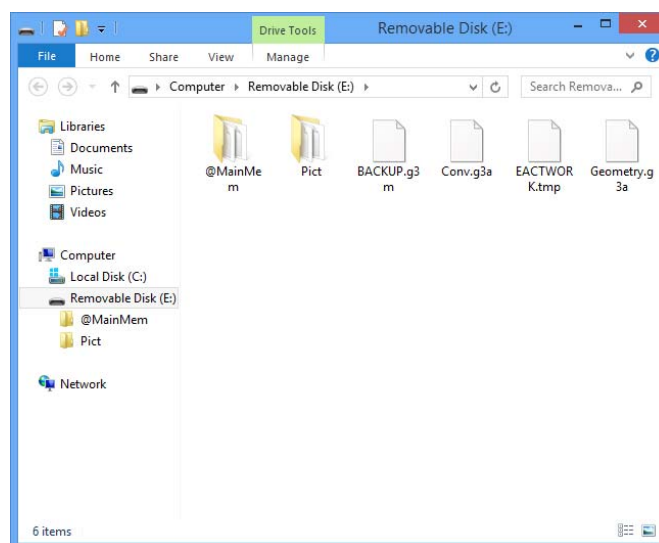 Drive Tools
Removable Disk (E:)
File
Home
Share
View
Manage
Computer
Removable Disk (E:)
Search Remova...
Libraries
Documents
Music
Pictures
Videos
Computer
Local Disk (C:)
Removable Disk (E:)
@MainMem
Pict
Network
@MainMe
m
Pict
BACKUP.g3
m
Conv.g3a
EACTWOR
K.tmp
Geometry.g
3a
6 items